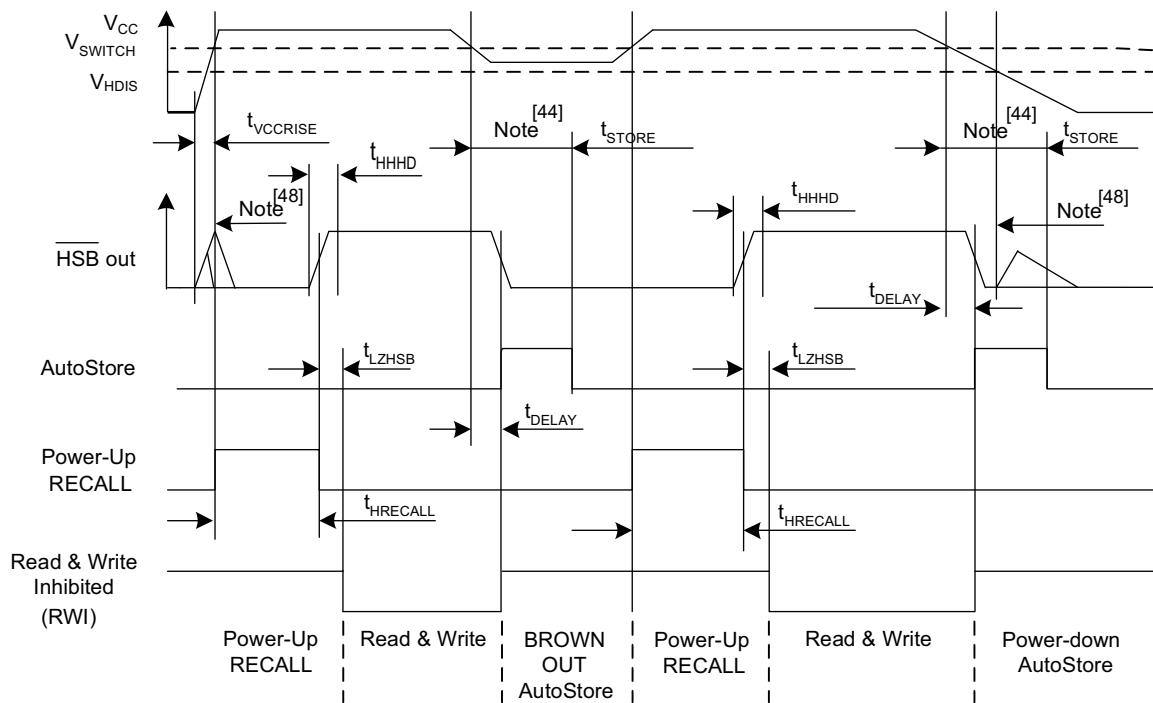 VCC
VSWITCH
VHDIS
tVCCRISE
Note[44]
tSTORE
Note[44]
tSTORE
tHHHD
Note[48]
tHHHD
Note[48]
HSB out
tDELAY
AutoStore
tLZHSB
tLZHSB
tDELAY
Power-Up
RECALL
tHRECALL
tHRECALL
Read & Write
Inhibited
(RWI)
Power-Up
RECALL
Read & Write
BROWN
OUT
AutoStore
Power-Up
RECALL
Read & Write
Power-down
AutoStore